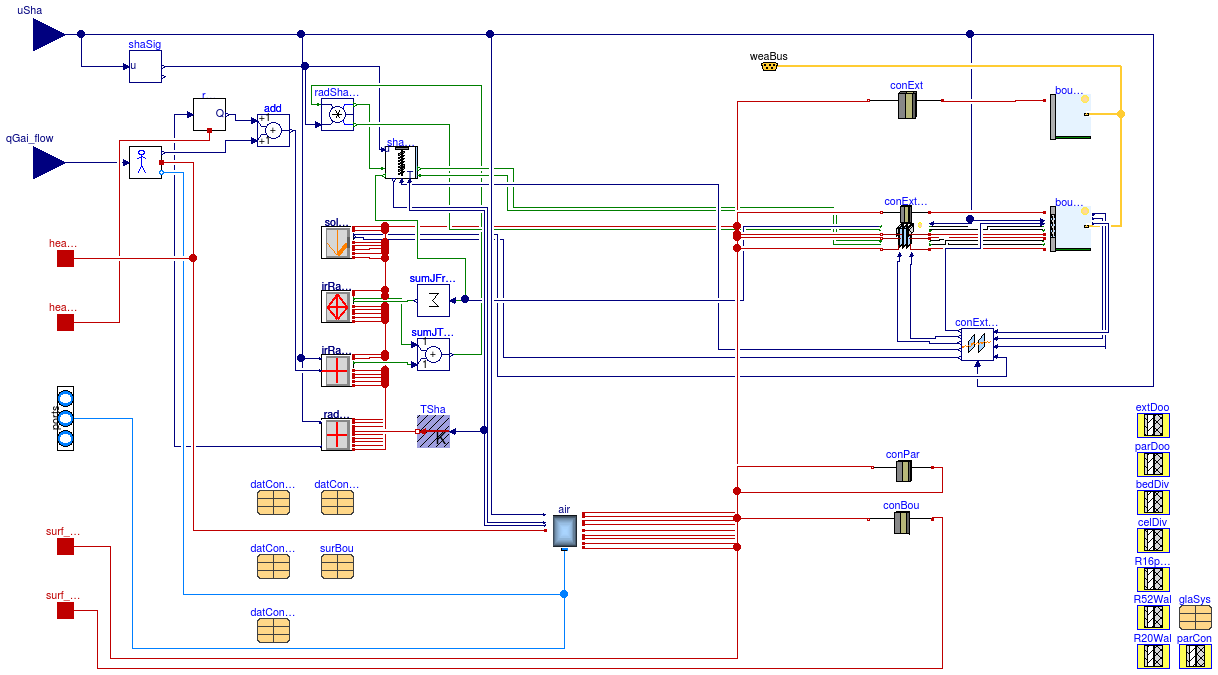 uSha
shaSig
u
weaBus
conExt
bou...
radSha...
r
Q
add
+1
+1
qGai_flow
sha
T
conExt...
bou...
sol...
hea...
sumJFr...
Σ
irRa...
hea...
sumJT...
1
+
1
irRa...
conExt...
ports
rad...
TSha
K
extDoo
parDoo
conPar
bedDiv
datCon...
datCon...
conBou
air
celDiv
surf_...
datCon...
surBou
R16p...
surf_...
R52Wal
glaSys
datCon...
R20Wal
parCon